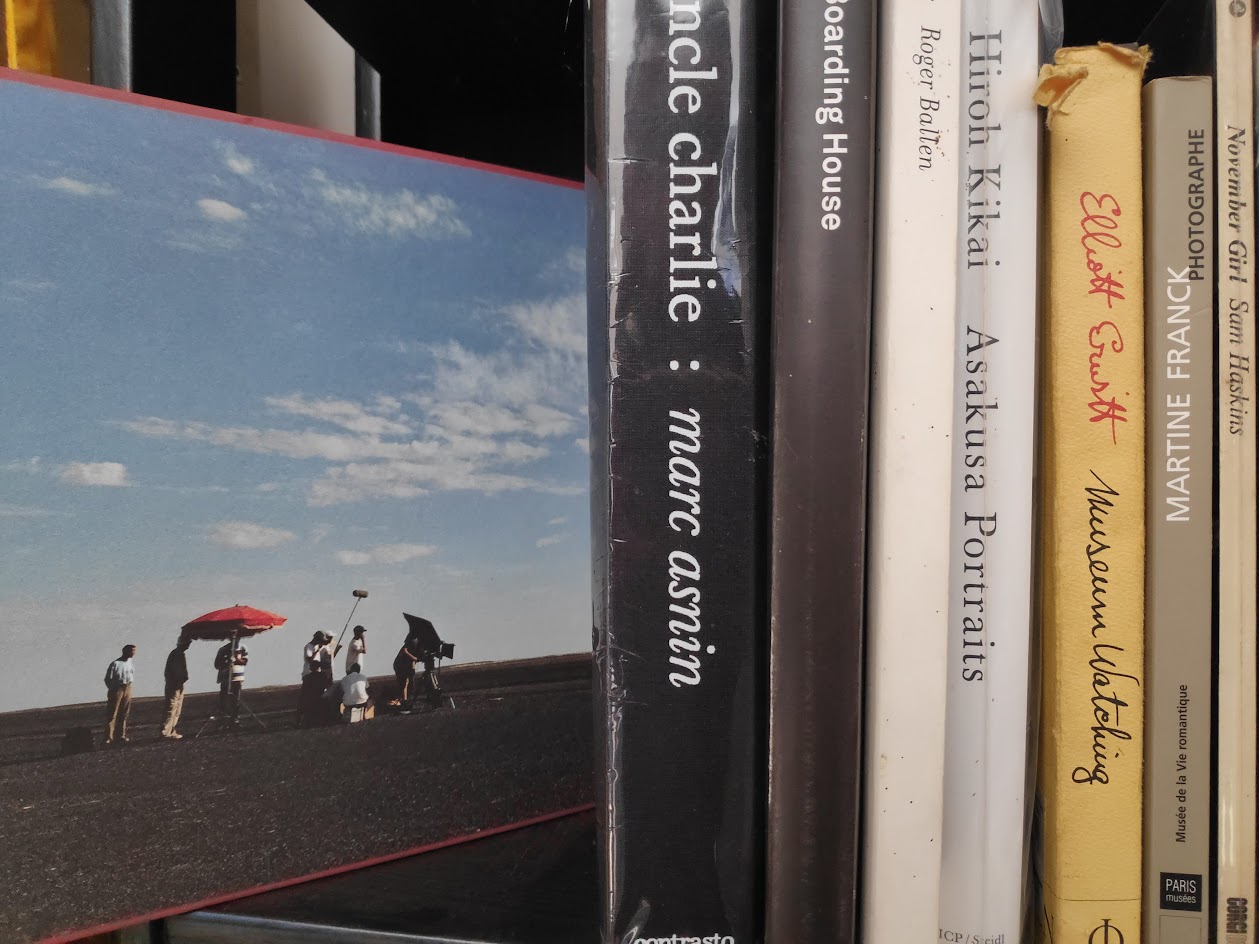 ncle charlie : marc asnin
contrasto
Boarding House
Roger Ballen
Hiroh Kikai Asakusa Portraits
ICP / Steidl
Elliott Erwitt Museum Watching
MARTINE FRANCK
PHOTOGRAPHE
Musée de la Vie romantique
PARIS
musées
November Girl Sam Haskins
CORGI